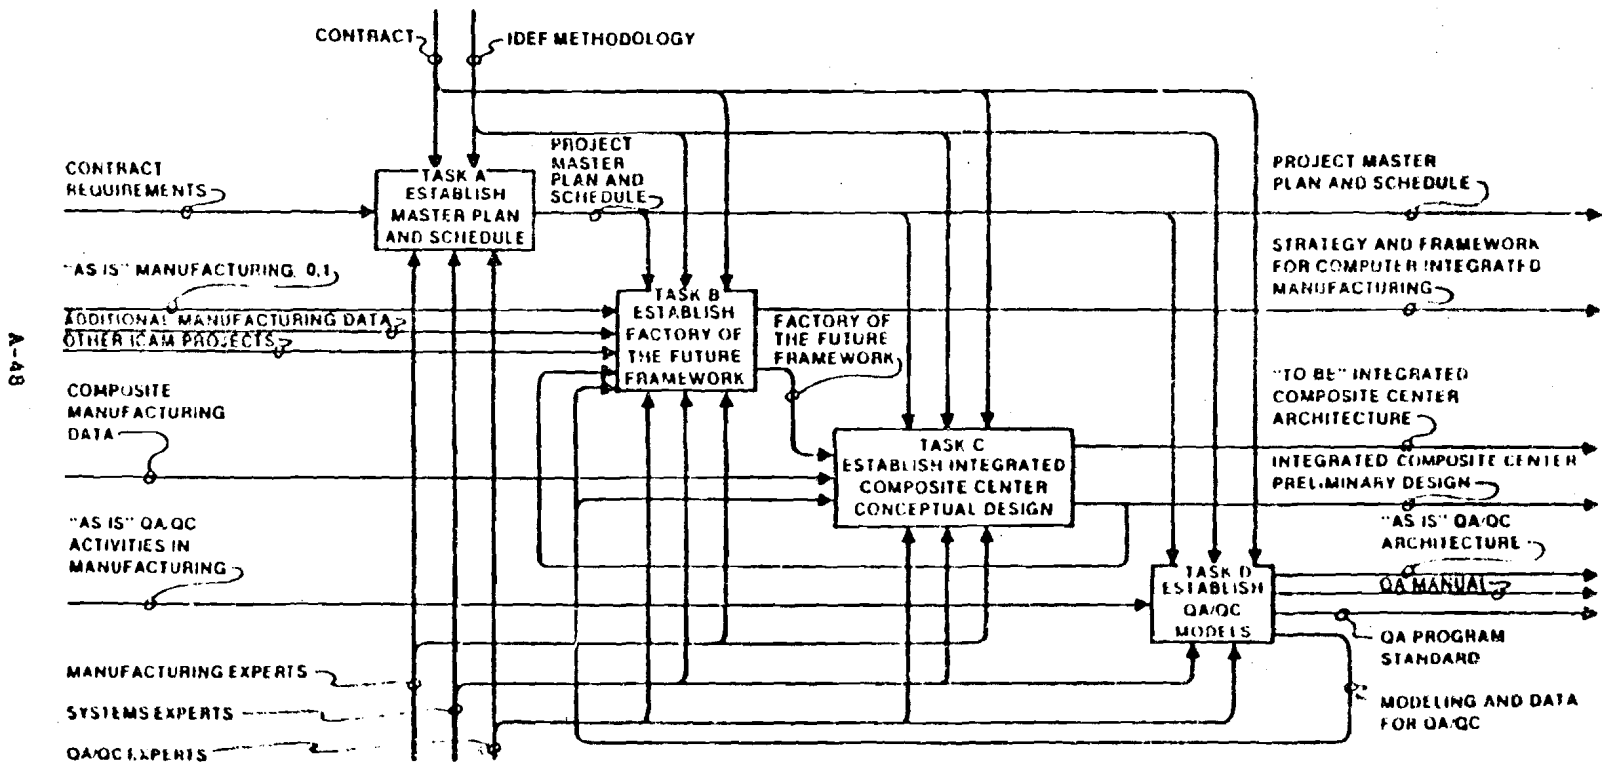 CONTRACT
IDEF METHODOLOGY
CONTRACT
REQUIREMENTS
TASK A
ESTABLISH
MASTER PLAN
AND SCHEDULE
PROJECT
MASTER
PLAN AND
SCHEDULE
PROJECT MASTER
PLAN AND SCHEDULE
"AS IS" MANUFACTURING, 0,1
ADDITIONAL MANUFACTURING DATA
OTHER ICAM PROJECTS
TASK B
ESTABLISH
FACTORY OF
THE FUTURE
FRAMEWORK
FACTORY OF
THE FUTURE
FRAMEWORK
STRATEGY AND FRAMEWORK
FOR COMPUTER INTEGRATED
MANUFACTURING
A-48
COMPOSITE
MANUFACTURING
DATA
TASK C
ESTABLISH INTEGRATED
COMPOSITE CENTER
CONCEPTUAL DESIGN
"TO BE" INTEGRATED
COMPOSITE CENTER
ARCHITECTURE
INTEGRATED COMPOSITE CENTER
PRELIMINARY DESIGN
"AS IS" QA/QC
ACTIVITIES IN
MANUFACTURING
TASK D
ESTABLISH
QA/QC
MODELS
"AS IS" QA/QC
ARCHITECTURE
QA MANUAL
QA PROGRAM
STANDARD
MODELING AND DATA
FOR QA/QC
MANUFACTURING EXPERTS
SYSTEMS EXPERTS
QA/QC EXPERTS